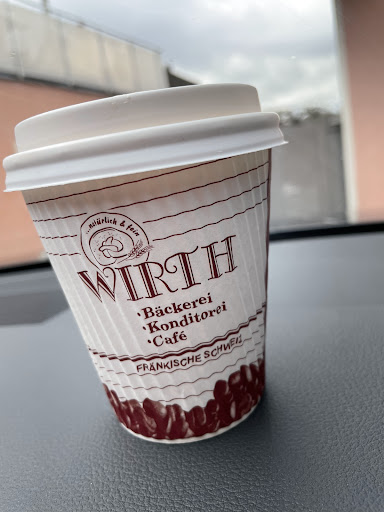 ...natürlich & fein
WIRTH
·Bäckerei
·Konditorei
·Café
FRÄNKISCHE SCHWEIZ